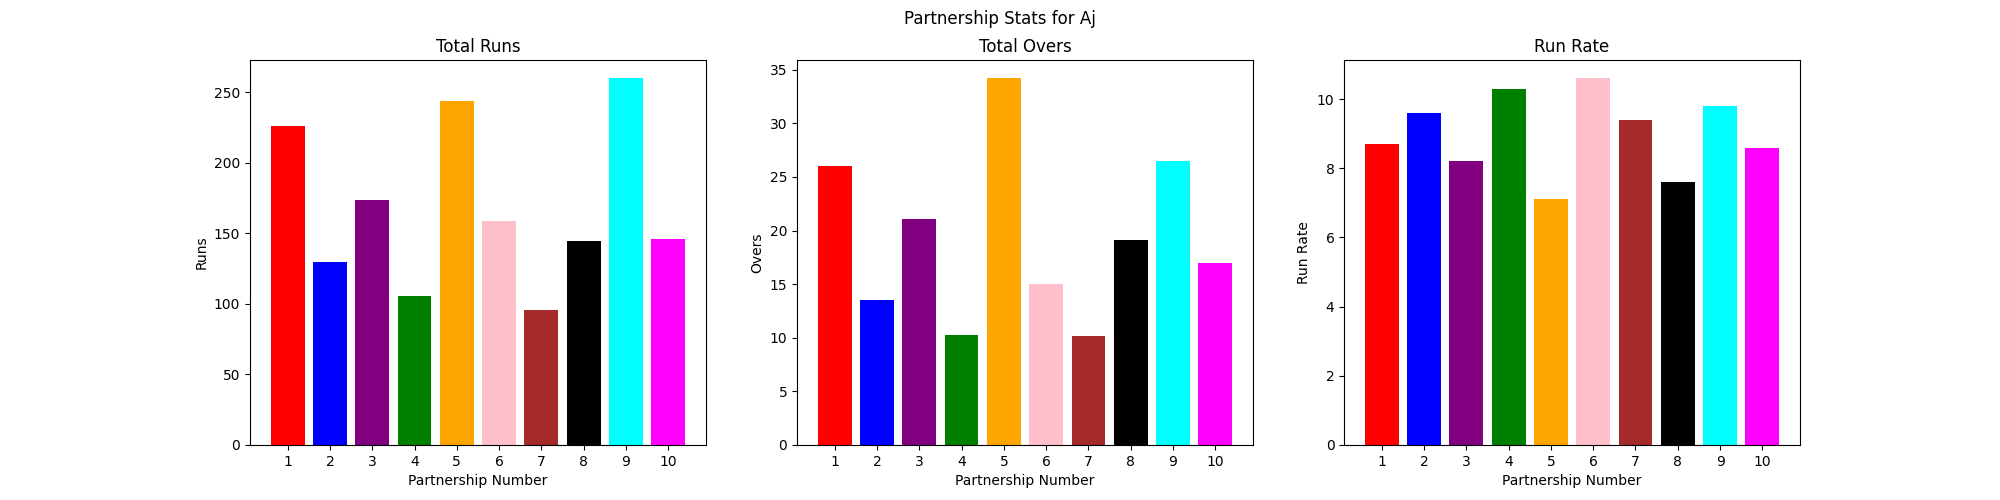 Partnership Stats for Aj
Total Runs
Runs
250
200
150
100
50
0
1 2 3 4 5 6 7 8 9 10
Partnership Number
Total Overs
Overs
35
30
25
20
15
10
5
0
1 2 3 4 5 6 7 8 9 10
Partnership Number
Run Rate
Run Rate
10
8
6
4
2
0
1 2 3 4 5 6 7 8 9 10
Partnership Number